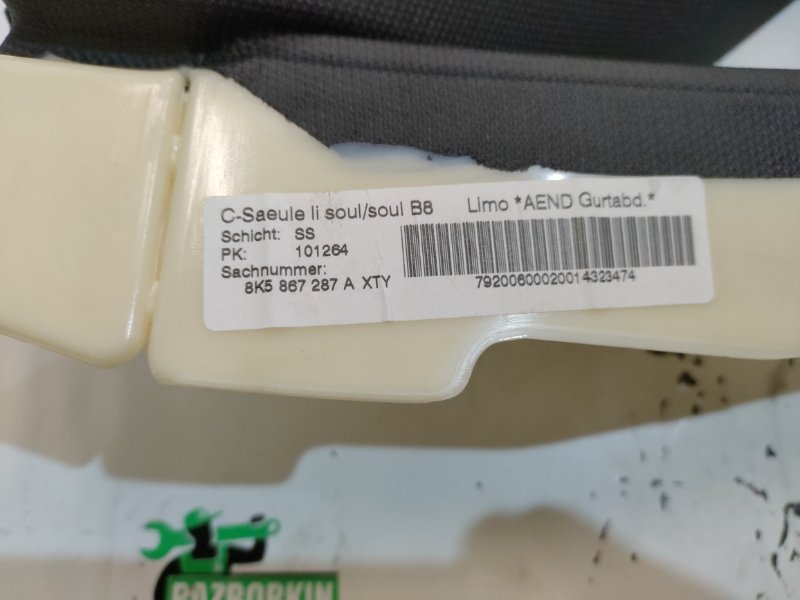 C-Saeule li soul/soul B8 Limo *AEND Gurtabd.*
Schicht: SS
PK: 101264
Sachnummer:
8K5 867 287 A XTY
79200600020014323474
RAZBORKIN